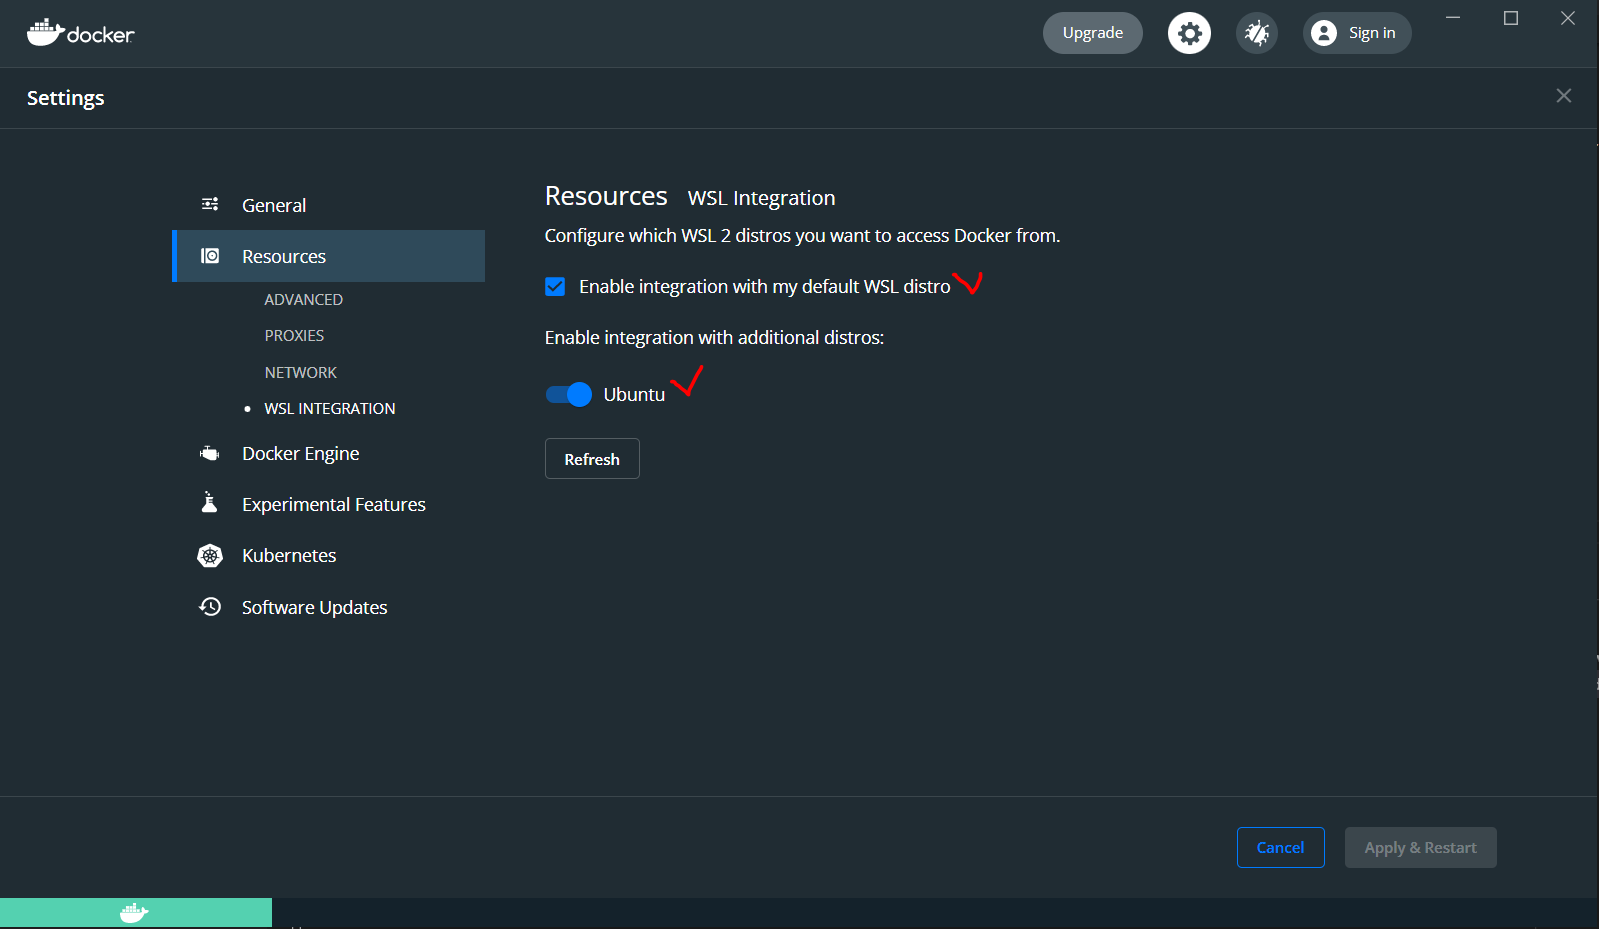 docker
Upgrade
Sign in
Settings
General
Resources
ADVANCED
PROXIES
NETWORK
WSL INTEGRATION
Docker Engine
Experimental Features
Kubernetes
Software Updates
Resources WSL Integration
Configure which WSL 2 distros you want to access Docker from.
Enable integration with my default WSL distro
Enable integration with additional distros:
Ubuntu
Refresh
Cancel
Apply & Restart